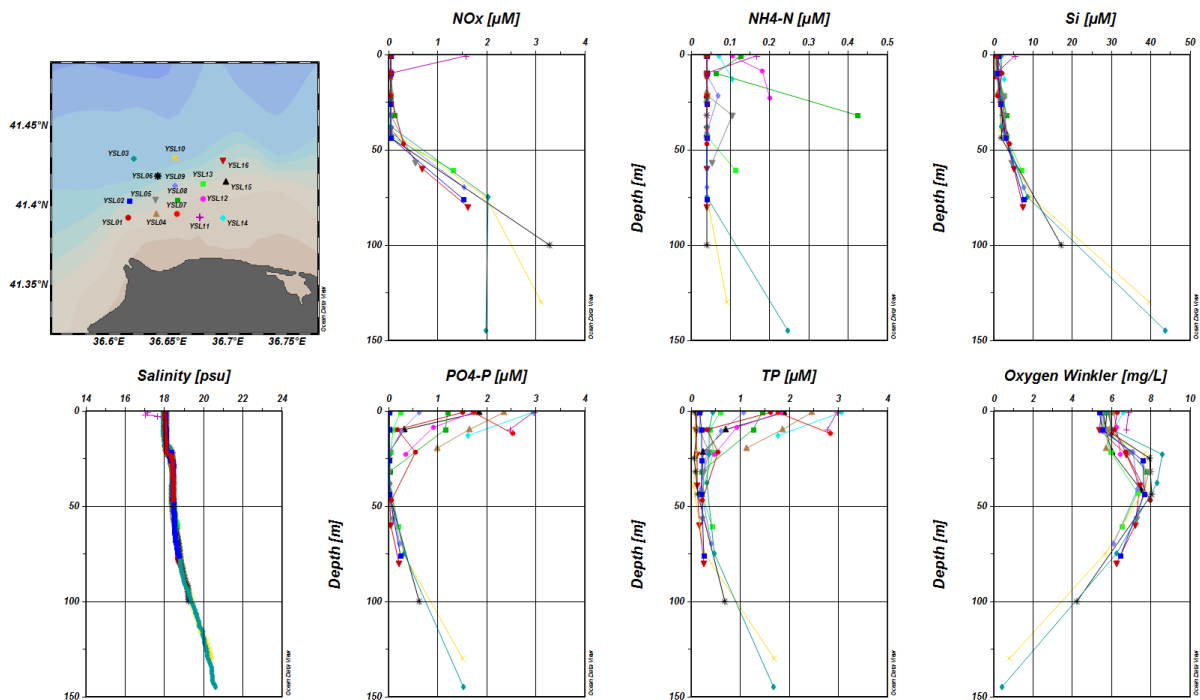 NOx [µM]
NH4-N [µM]
Si [µM]
0 1 2 3 4
0 0.1 0.2 0.3 0.4 0.5
0 10 20 30 40 50
41.45°N
41.4°N
41.35°N
YSL03
YSL10
YSL16
YSL06
YSL09
YSL13
YSL15
YSL02
YSL05
YSL08
YSL12
YSL01
YSL04
YSL07
YSL11
YSL14
36.6°E 36.65°E 36.7°E 36.75°E
Ocean Data View
Depth [m]
0
50
100
150
Ocean Data View
Depth [m]
0
50
100
150
Ocean Data View
Depth [m]
0
50
100
150
Ocean Data View
Salinity [psu]
PO4-P [µM]
TP [µM]
Oxygen Winkler [mg/L]
14 16 18 20 22 24
0 1 2 3 4
0 1 2 3 4
0 2 4 6 8 10
Depth [m]
0
50
100
150
Ocean Data View
Depth [m]
0
50
100
150
Ocean Data View
Depth [m]
0
50
100
150
Ocean Data View
Depth [m]
0
50
100
150
Ocean Data View